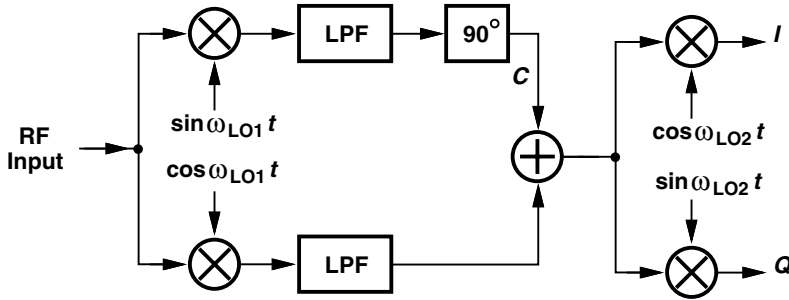 LPF
90°
I
C
sin ω_LO1 t
RF
Input
cos ω_LO1 t
cos ω_LO2 t
sin ω_LO2 t
LPF
Q